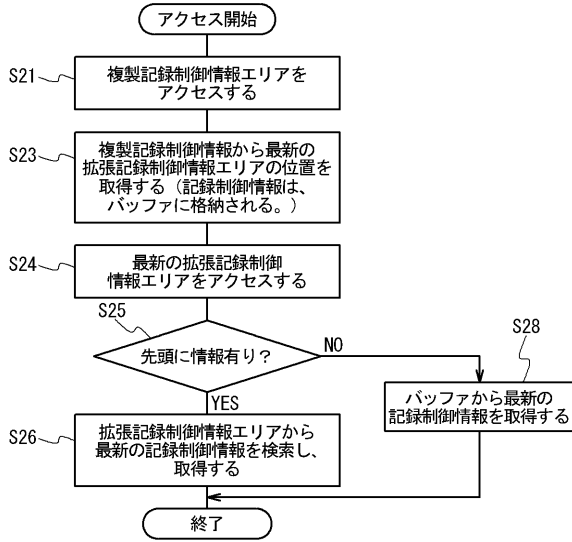 アクセス開始
S21
複製記録制御情報エリアを
アクセスする
S23
複製記録制御情報から最新の
拡張記録制御情報エリアの位置を
取得する（記録制御情報は、
バッファに格納される。）
S24
最新の拡張記録制御
情報エリアをアクセスする
S25
先頭に情報有り？
NO
YES
S28
バッファから最新の
記録制御情報を取得する
S26
拡張記録制御情報エリアから
最新の記録制御情報を検索し、
取得する
終了